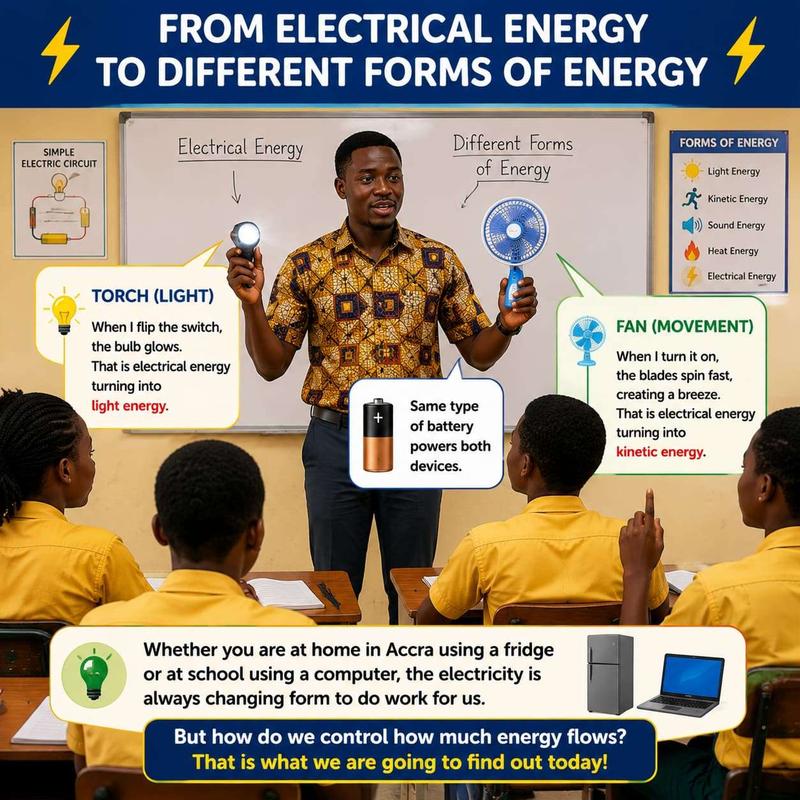 FROM ELECTRICAL ENERGY
TO DIFFERENT FORMS OF ENERGY
SIMPLE
ELECTRIC CIRCUIT
Electrical Energy
Different Forms
of Energy
FORMS OF ENERGY
Light Energy
Kinetic Energy
Sound Energy
Heat Energy
Electrical Energy
TORCH (LIGHT)
When I flip the switch,
the bulb glows.
That is electrical energy
turning into
light energy.
+
Same type
of battery
powers both
devices.
FAN (MOVEMENT)
When I turn it on,
the blades spin fast,
creating a breeze.
That is electrical energy
turning into
kinetic energy.
Whether you are at home in Accra using a fridge
or at school using a computer, the electricity is
always changing form to do work for us.
But how do we control how much energy flows?
That is what we are going to find out today!